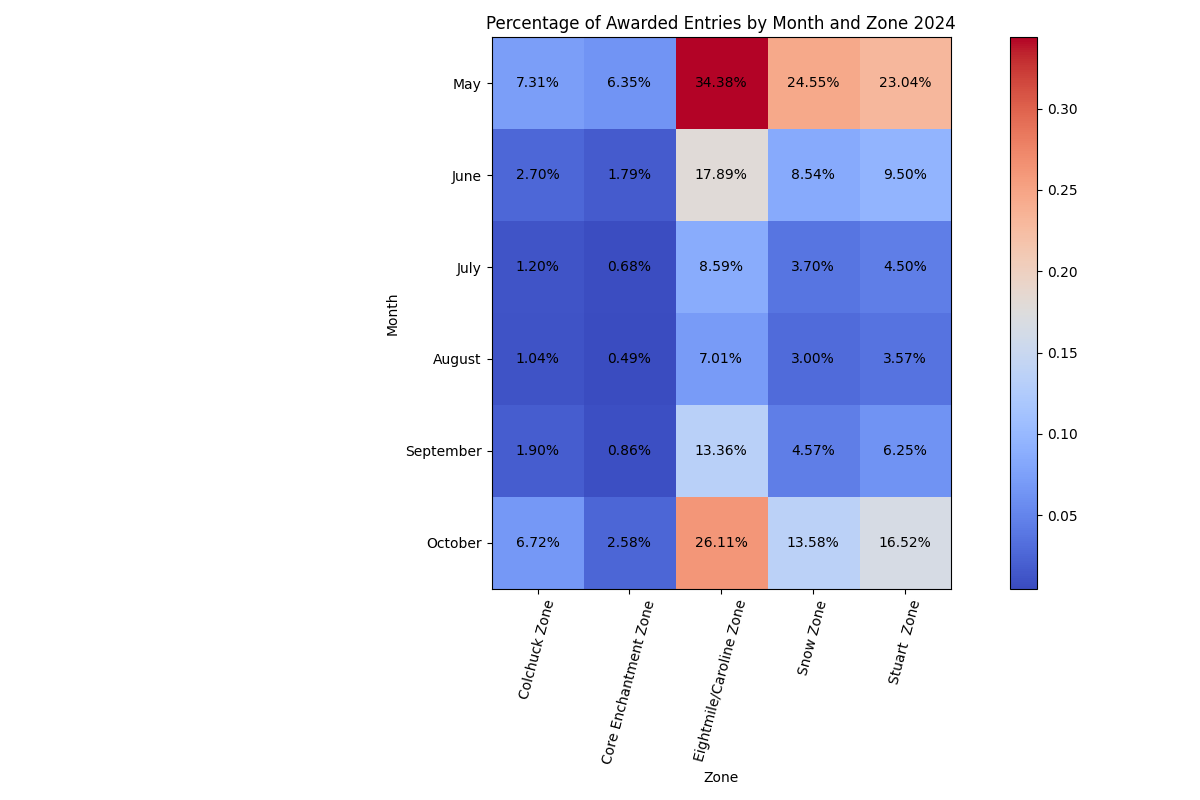 Percentage of Awarded Entries by Month and Zone 2024
May
7.31% 6.35% 34.38% 24.55% 23.04%
June
2.70% 1.79% 17.89% 8.54% 9.50%
July
1.20% 0.68% 8.59% 3.70% 4.50%
August
1.04% 0.49% 7.01% 3.00% 3.57%
September
1.90% 0.86% 13.36% 4.57% 6.25%
October
6.72% 2.58% 26.11% 13.58% 16.52%
Month
Colchuck Zone
Core Enchantment Zone
Eightmile/Caroline Zone
Snow Zone
Stuart  Zone
Zone
0.30
0.25
0.20
0.15
0.10
0.05